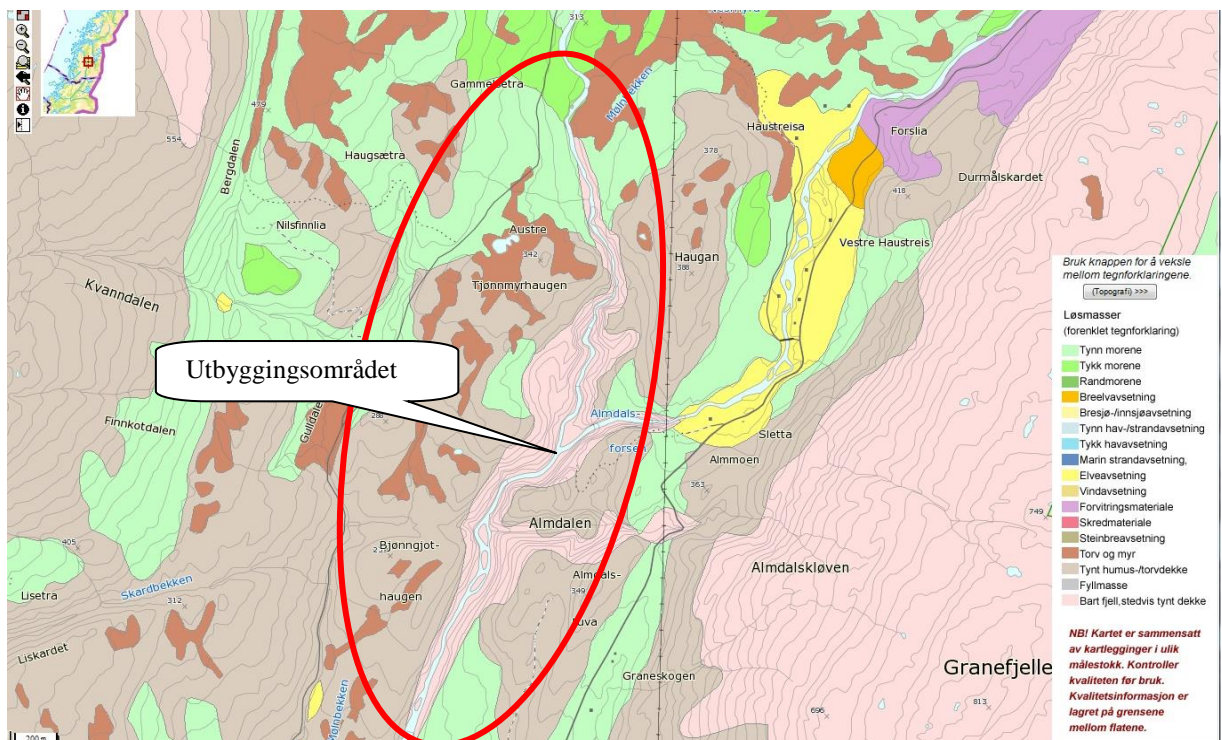 313
Gammelsetra
Mølnbekken
479
554
Bergdalen
Haugsætra
Haustreisa
Forslia
378
418
Durmålskardet
Nilsfinnlia
Austre
342
Haugan
388
Vestre Haustreis
Kvanndalen
Tjønnmyrhaugen
Utbyggingsområdet
Finnkotdalen
Almdals-
forsen
Sletta
Almmoen
363
Almdalen
405
Bjønngjot-
haugen
Almdals-
349
Almdalskløven
749
Lisetra
Skardbekken
312
Liskardet
Graneskogen
Granefjelle
696
813
Mølnbekken
200 m
Bruk knappen for å veksle
mellom tegnforklaringene.
(Topografi) >>>
Løsmasser
(forenklet tegnforklaring)
Tynn morene
Tykk morene
Randmorene
Breelvavsetning
Bresjø-/innsjøavsetning
Tynn hav-/strandavsetning
Tykk havavsetning
Marin strandavsetning,
Elveavsetning
Vindavsetning
Forvitringsmateriale
Skredmateriale
Steinbreavsetning
Torv og myr
Tynt humus-/torvdekke
Fyllmasse
Bart fjell,stedvis tynt dekke
NB! Kartet er sammensatt
av kartlegginger i ulik
målestokk. Kontroller
kvaliteten før bruk.
Kvalitetsinformasjon er
lagret på grensene
mellom flatene.